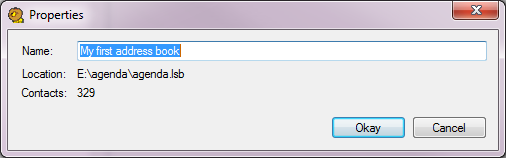 Properties
Name: My first address book
Location: E:\agenda\agenda.lsb
Contacts: 329
Okay Cancel